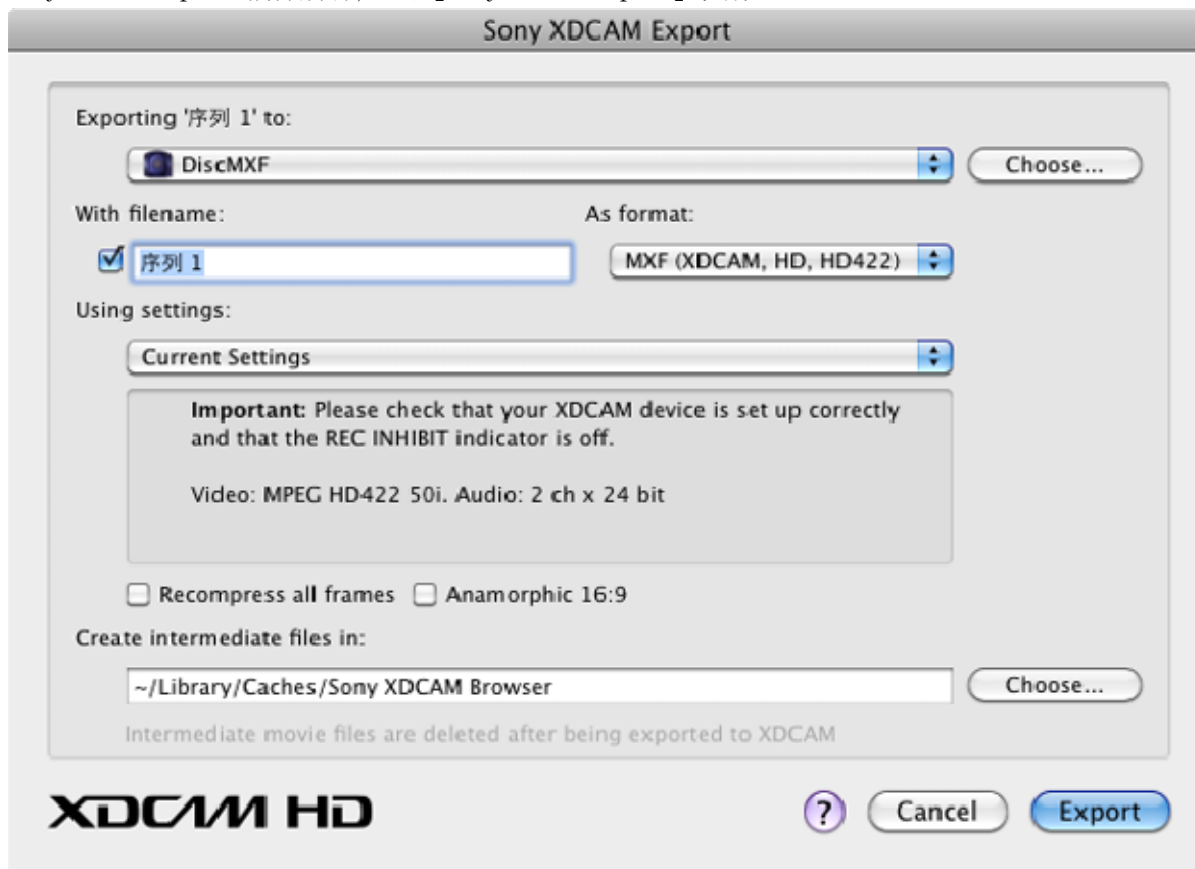 Sony XDCAM Export
Exporting '序列 1' to:
DiscMXF
Choose...
With filename:
As format:
序列 1
MXF (XDCAM, HD, HD422)
Using settings:
Current Settings
Important: Please check that your XDCAM device is set up correctly
and that the REC INHIBIT indicator is off.
Video: MPEG HD422 50i. Audio: 2 ch x 24 bit
Recompress all frames
Anamorphic 16:9
Create intermediate files in:
~/Library/Caches/Sony XDCAM Browser
Choose...
Intermediate movie files are deleted after being exported to XDCAM
XDCAM HD
?
Cancel
Export